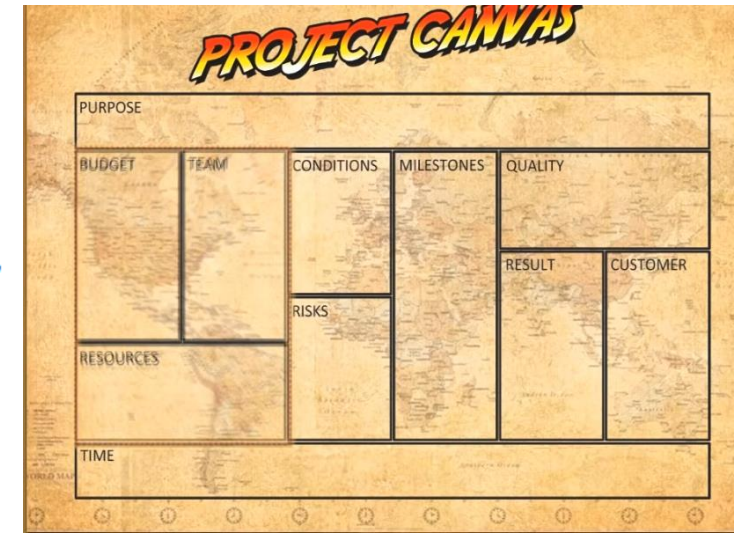 PROJECT CANVAS
PURPOSE
BUDGET
TEAM
CONDITIONS
MILESTONES
QUALITY
RESULT
CUSTOMER
RISKS
RESOURCES
TIME